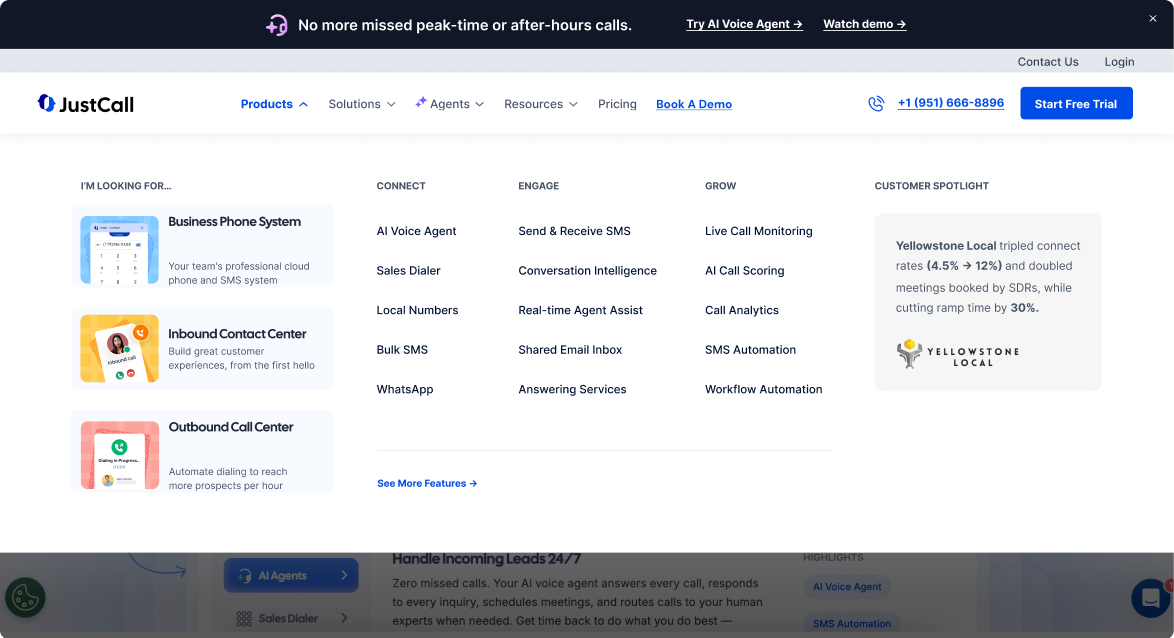 No more missed peak-time or after-hours calls.
Try AI Voice Agent →
Watch demo →
Contact Us
Login
JustCall
Products
Solutions
Agents
Resources
Pricing
Book A Demo
+1 (951) 666-8896
Start Free Trial
I'M LOOKING FOR...
Business Phone System
Your team's professional cloud
phone and SMS system
Inbound call
Inbound Contact Center
Build great customer
experiences, from the first hello
Dialing in Progress..
Outbound Call Center
Automate dialing to reach
more prospects per hour
CONNECT
AI Voice Agent
Sales Dialer
Local Numbers
Bulk SMS
WhatsApp
ENGAGE
Send & Receive SMS
Conversation Intelligence
Real-time Agent Assist
Shared Email Inbox
Answering Services
GROW
Live Call Monitoring
AI Call Scoring
Call Analytics
SMS Automation
Workflow Automation
See More Features →
CUSTOMER SPOTLIGHT
Yellowstone Local tripled connect
rates (4.5% → 12%) and doubled
meetings booked by SDRs, while
cutting ramp time by 30%.
YELLOWSTONE
LOCAL
AI Agents
Sales Dialer
Handle Incoming Leads 24/7
Zero missed calls. Your AI voice agent answers every call, responds
to every inquiry, schedules meetings, and routes calls to your human
experts when needed. Get time back to do what you do best —
HIGHLIGHTS
AI Voice Agent
SMS Automation